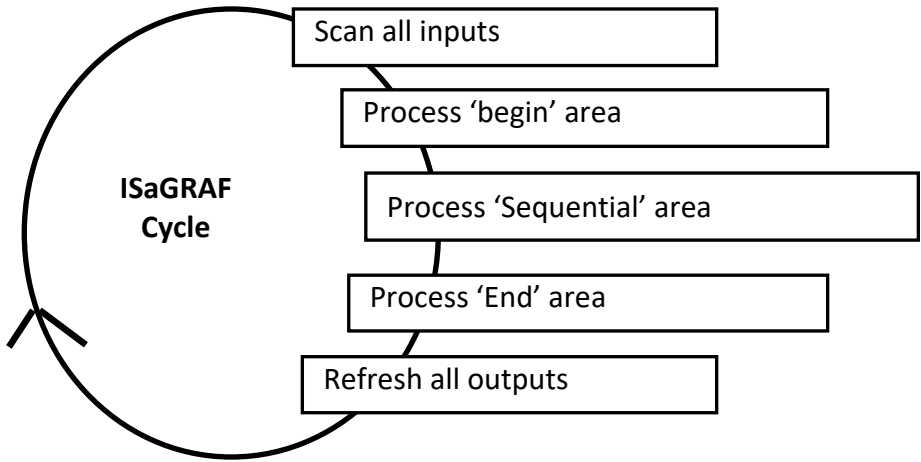 Scan all inputs
Process ‘begin’ area
ISaGRAF
Cycle
Process ‘Sequential’ area
Process ‘End’ area
Refresh all outputs